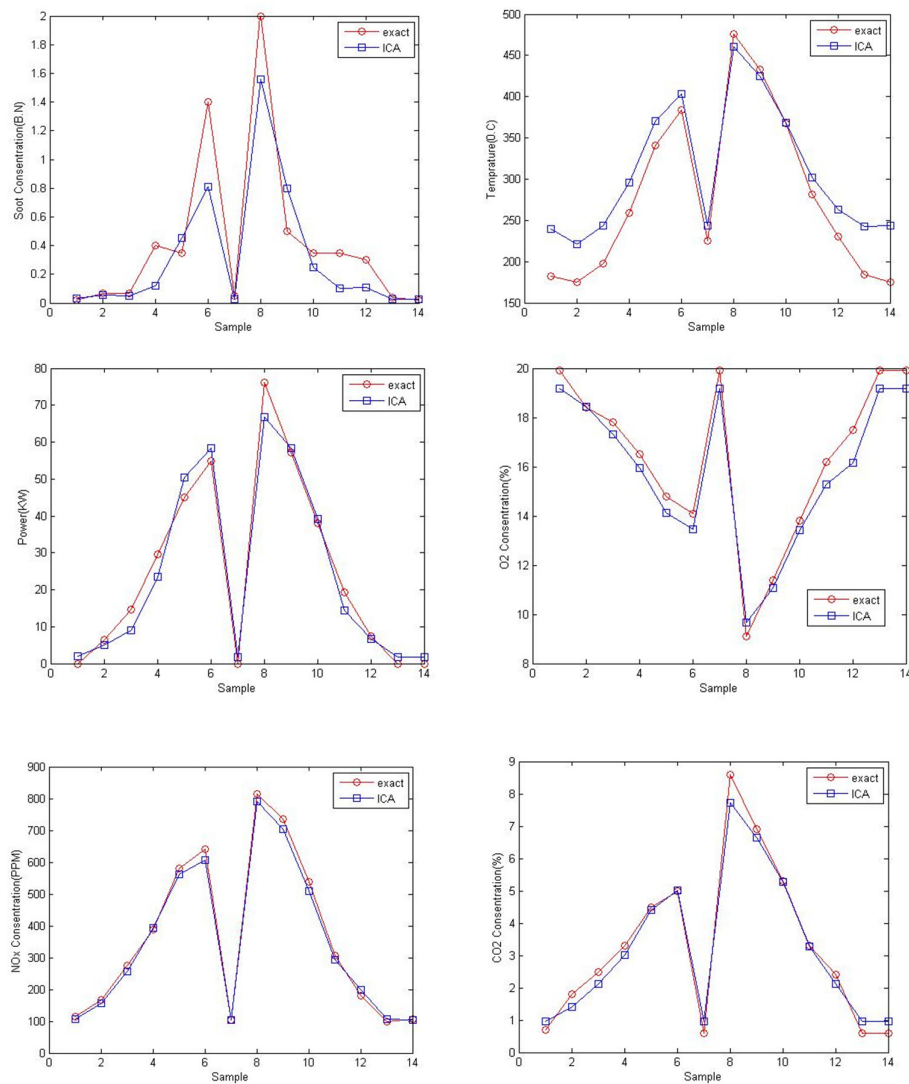 2
1.8
1.6
1.4
1.2
1
0.8
0.6
0.4
0.2
0
0 2 4 6 8 10 12 14
Sample
Soot Consentration(B.N)
exact
ICA
500
450
400
350
300
250
200
150
0 2 4 6 8 10 12 14
Sample
Temprature(0.C)
exact
ICA
80
70
60
50
40
30
20
10
0
0 2 4 6 8 10 12 14
Sample
Power(KW)
exact
ICA
20
18
16
14
12
10
8
0 2 4 6 8 10 12 14
Sample
O2 Consentration(%)
exact
ICA
900
800
700
600
500
400
300
200
100
0
0 2 4 6 8 10 12 14
Sample
NOx Consentration(PPM)
exact
ICA
9
8
7
6
5
4
3
2
1
0
0 2 4 6 8 10 12 14
Sample
CO2 Consentration(%)
exact
ICA